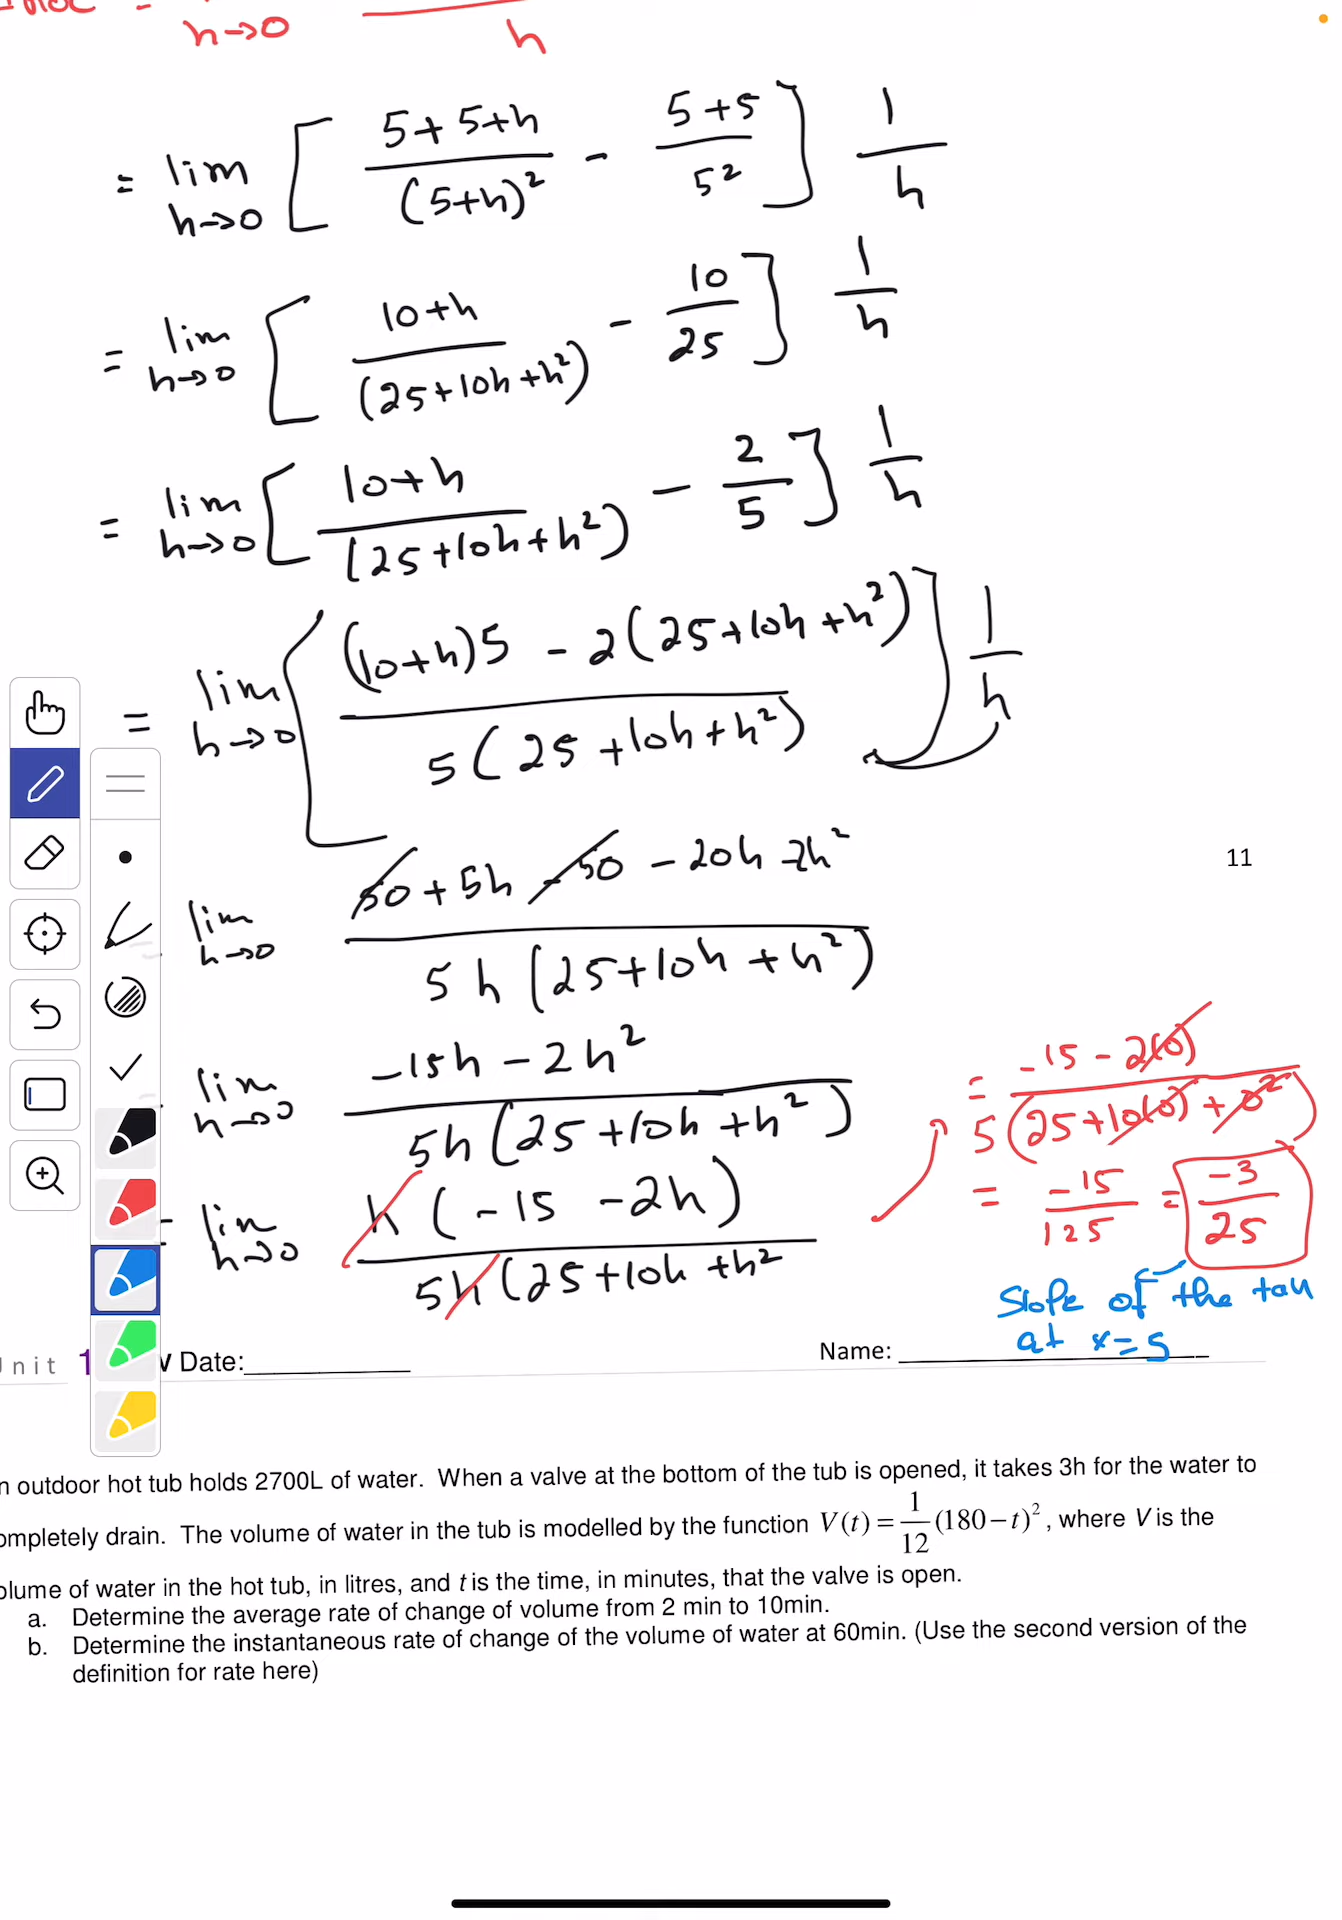 h→0 h
= lim h→0 [ (5+5+h)/(5+h)² - (5+5)/5² ] 1/h
= lim h→0 [ (10+h)/(25+10h+h²) - 10/25 ] 1/h
= lim h→0 [ (10+h)/(25+10h+h²) - 2/5 ] 1/h
= lim h→0 [ ((10+h)5 - 2(25+10h+h²))/(5(25+10h+h²)) ] 1/h
11
lim h→0 (50+5h-50-20h-2h²)/(5h(25+10h+h²))
lim h→0 (-15h-2h²)/(5h(25+10h+h²))
= lim h→0 (h(-15-2h))/(5h(25+10h+h²
= (-15-2(0))/(5(25+10(0)+0²))
= -15/125 = -3/25
Slope of the tan
at x=5
nit 1 Date:
Name:
n outdoor hot tub holds 2700L of water. When a valve at the bottom of the tub is opened, it takes 3h for the water to
ompletely drain. The volume of water in the tub is modelled by the function V(t) = 1/12 (180-t)², where V is the
olume of water in the hot tub, in litres, and t is the time, in minutes, that the valve is open.
a. Determine the average rate of change of volume from 2 min to 10min.
b. Determine the instantaneous rate of change of the volume of water at 60min. (Use the second version of the
definition for rate here)